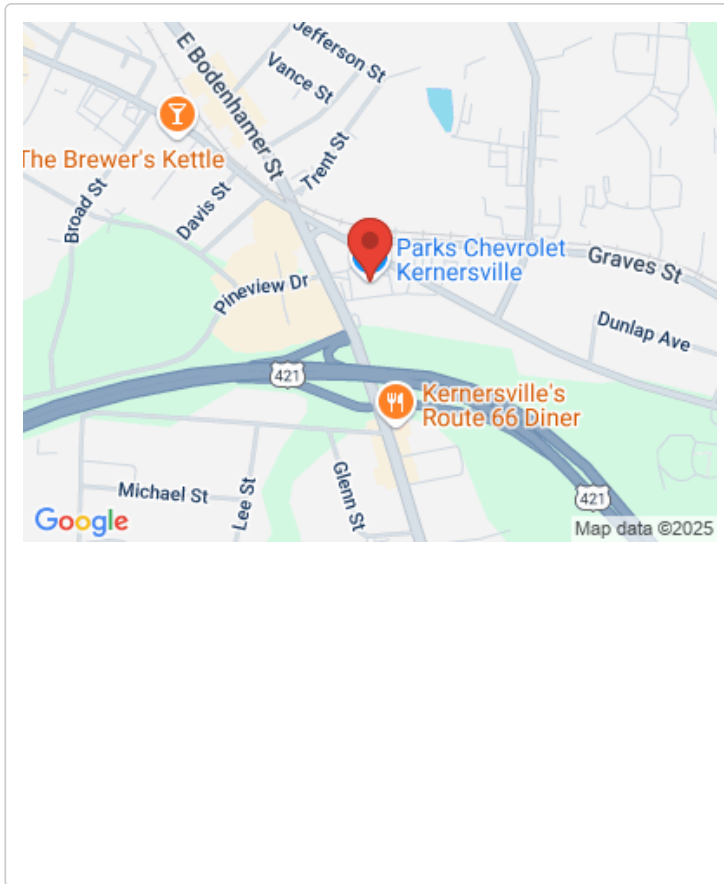 Jefferson St
E Bodenhamer St
Vance St
The Brewer's Kettle
Trent St
Broad St
Davis St
Parks Chevrolet
Kernersville
Graves St
Pineview Dr
Dunlap Ave
421
Kernersville's
Route 66 Diner
Glenn St
Michael St
Lee St
421
Google
Map data ©2025